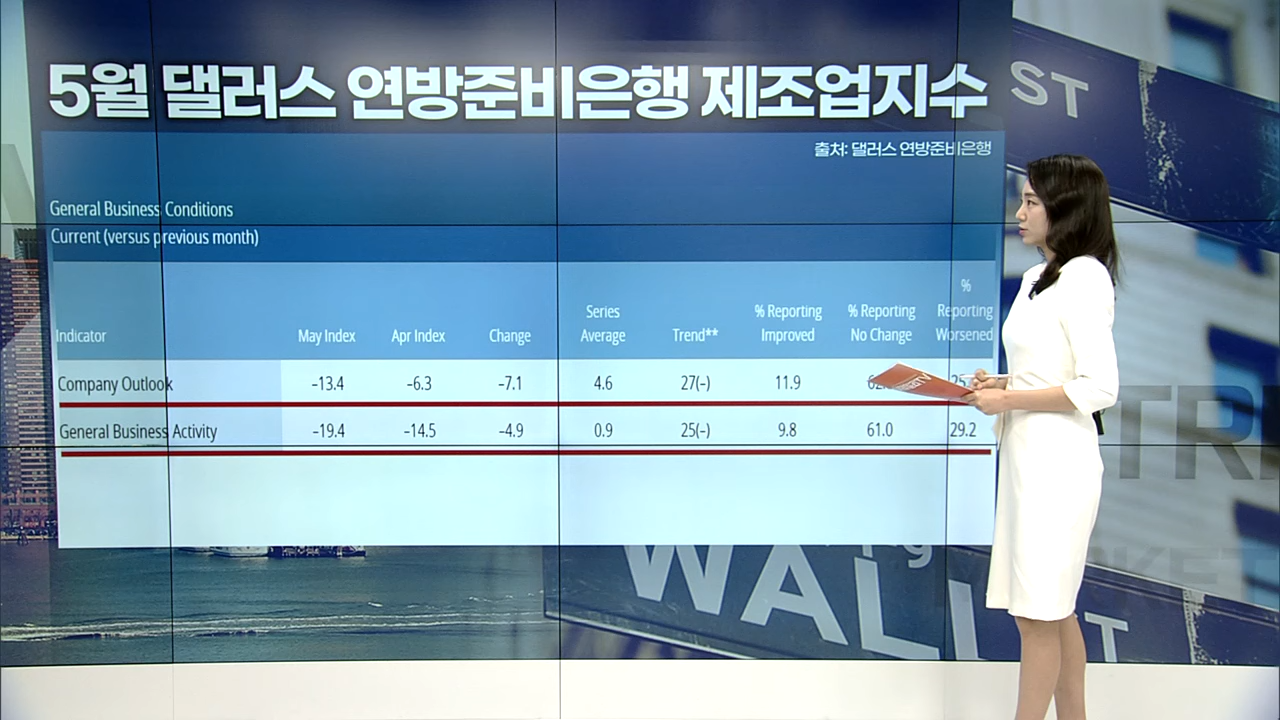 5월 댈러스 연방준비은행 제조업지수
출처: 댈러스 연방준비은행
General Business Conditions
Current (versus previous month)
Indicator May Index Apr Index Change Series Average Trend** % Reporting Improved % Reporting No Change % Reporting Worsened
Company Outlook –13.4 –6.3 –7.1 4.6 27(–) 11.9
General Business Activity –19.4 –14.5 –4.9 0.9 25(–) 9.8 61.0 29.2
ST
WALL